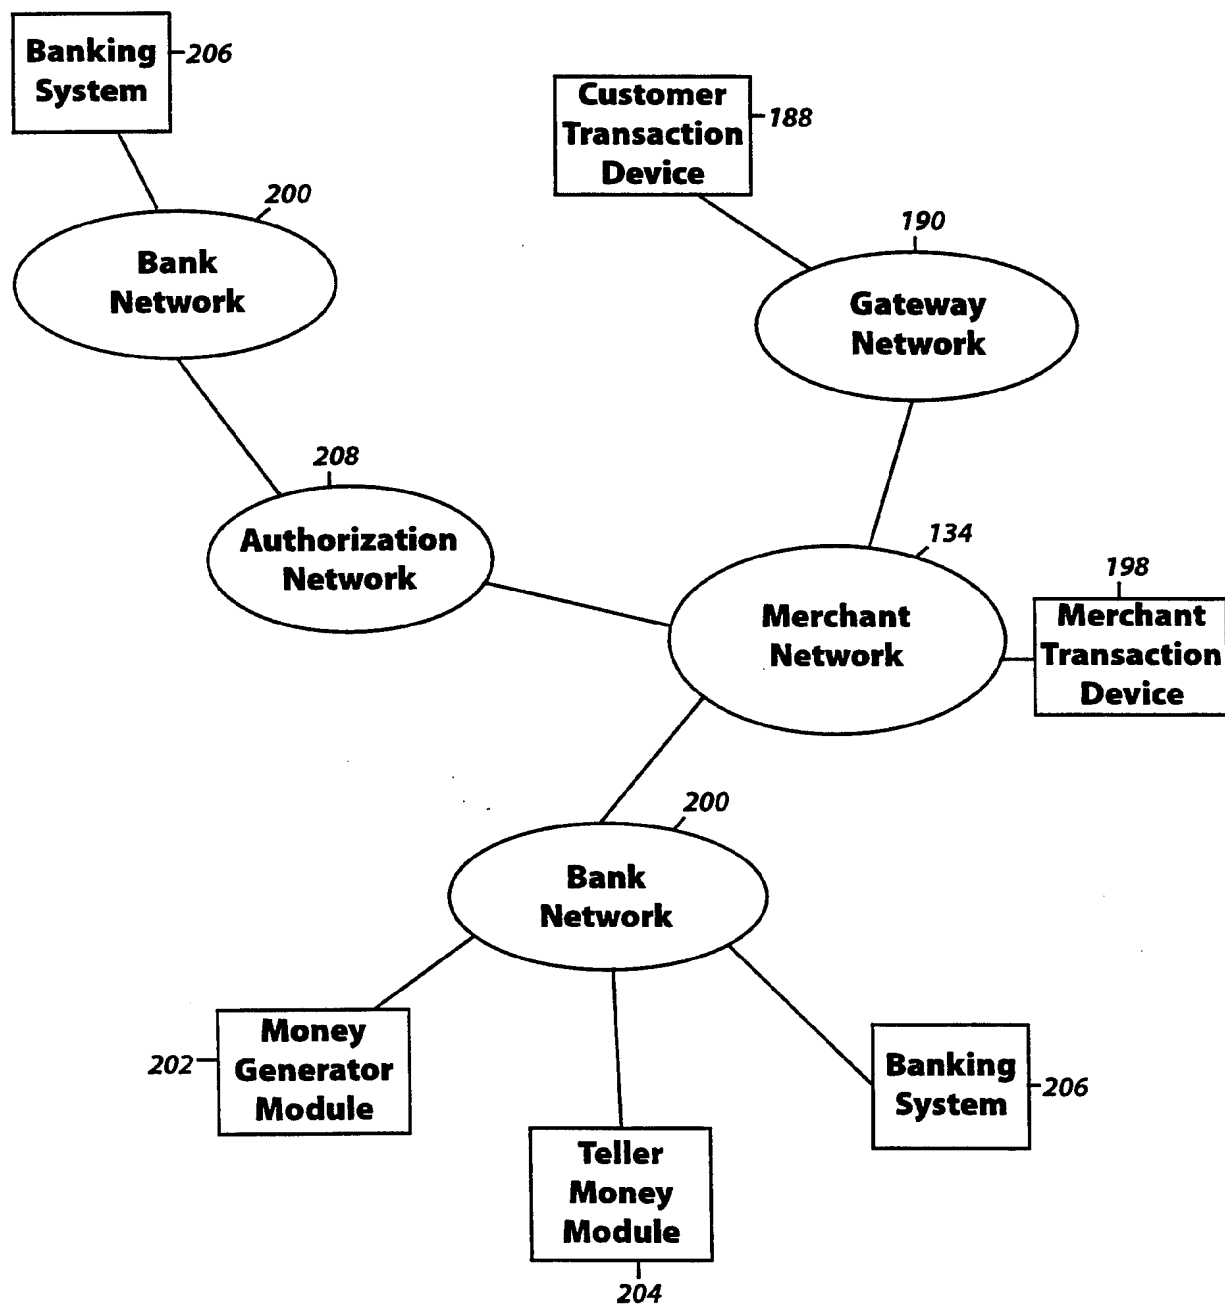 Banking
System
206
Customer
Transaction
Device
188
200
Bank
Network
190
Gateway
Network
208
Authorization
Network
134
Merchant
Network
198
Merchant
Transaction
Device
200
Bank
Network
202
Money
Generator
Module
Teller
Money
Module
204
Banking
System
206